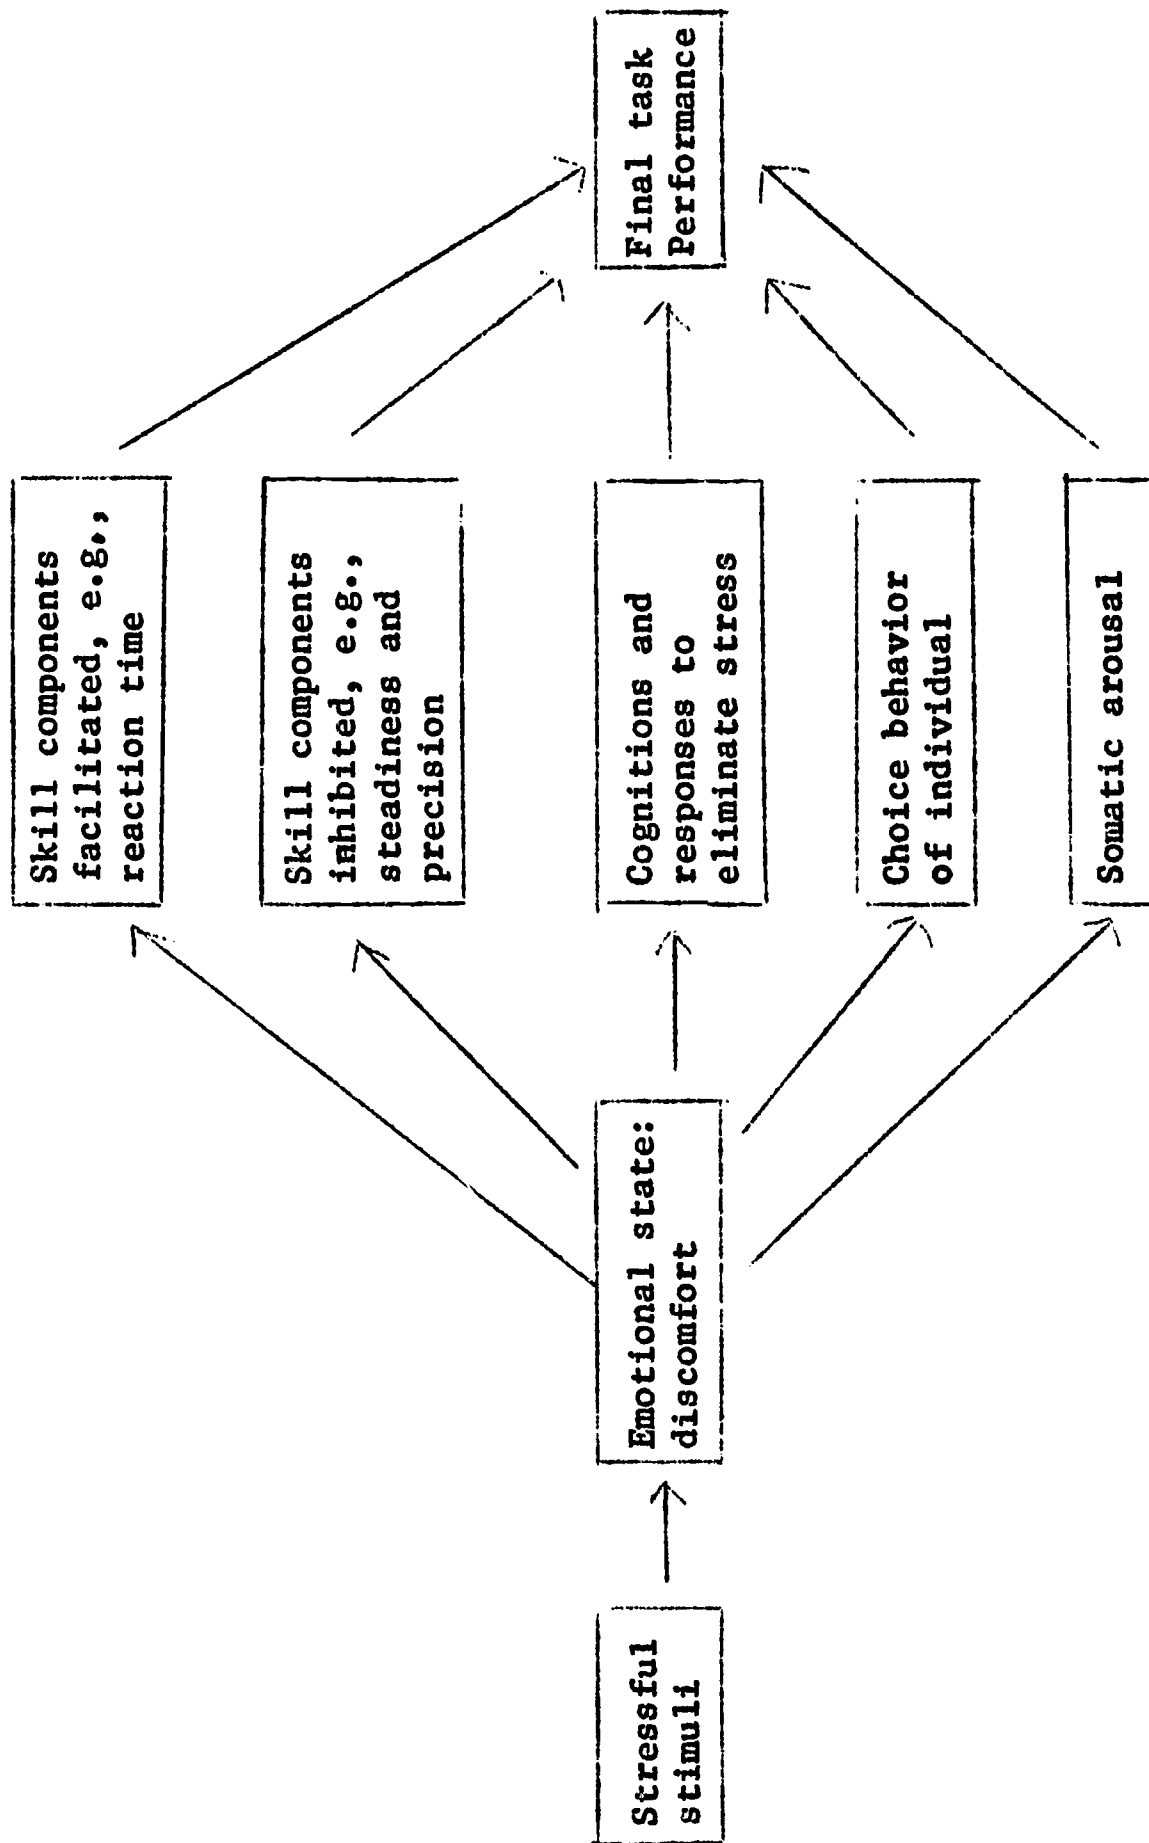 Stressful
stimuli
Emotional state:
discomfort
Skill components
facilitated, e.g.,
reaction time
Skill components
inhibited, e.g.,
steadiness and
precision
Cognitions and
responses to
eliminate stress
Choice behavior
of individual
Somatic arousal
Final task
Performance